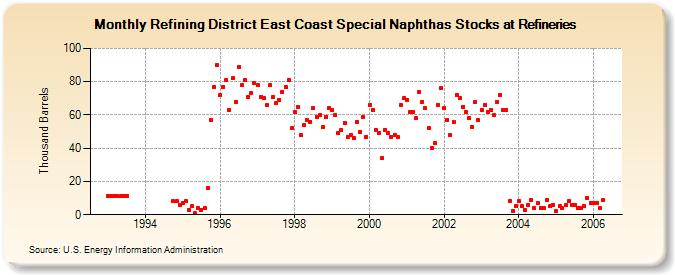 Monthly Refining District East Coast Special Naphthas Stocks at Refineries
Thousand Barrels
100
80
60
40
20
0
1994 1996 1998 2000 2002 2004 2006
Source: U.S. Energy Information Administration